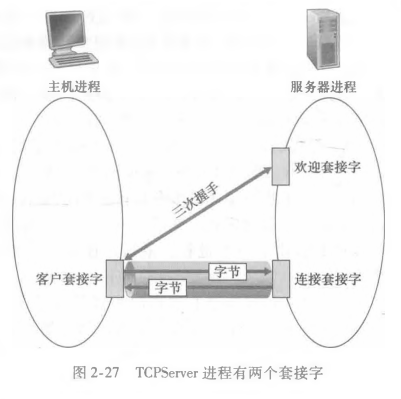 主机进程
服务器进程
欢迎套接字
三次握手
客户套接字
字节
字节
连接套接字
图 2-27 TCPServer 进程有两个套接字